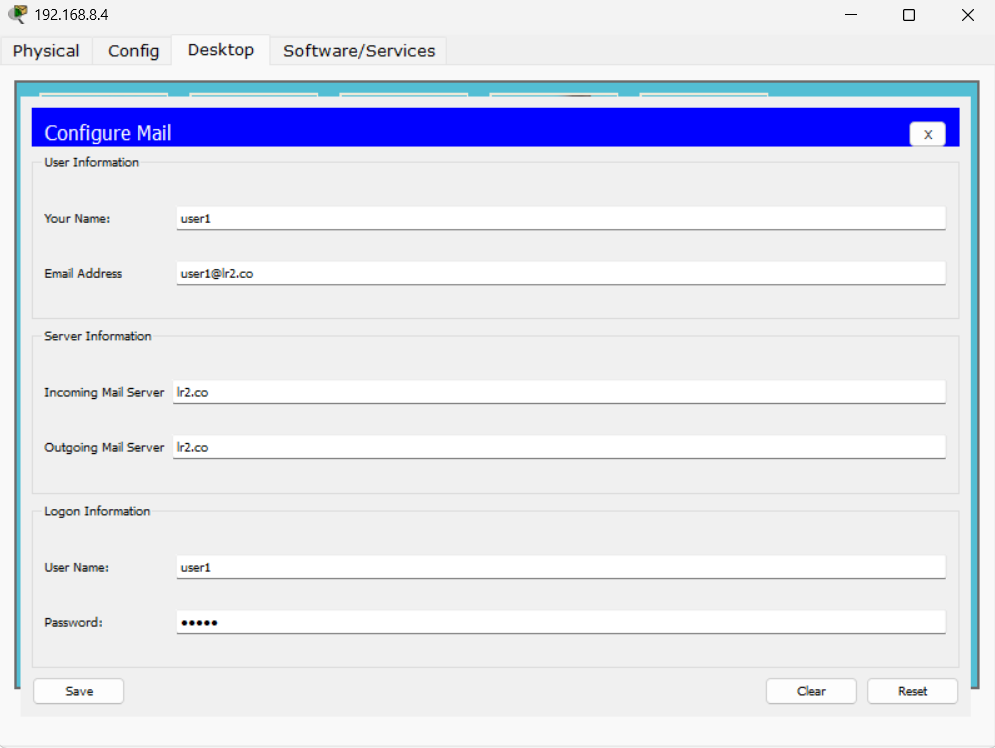 192.168.8.4
Physical Config Desktop Software/Services
Configure Mail X
User Information
Your Name: user1
Email Address user1@lr2.co
Server Information
Incoming Mail Server lr2.co
Outgoing Mail Server lr2.co
Logon Information
User Name: user1
Password: •••••
Save Clear Reset